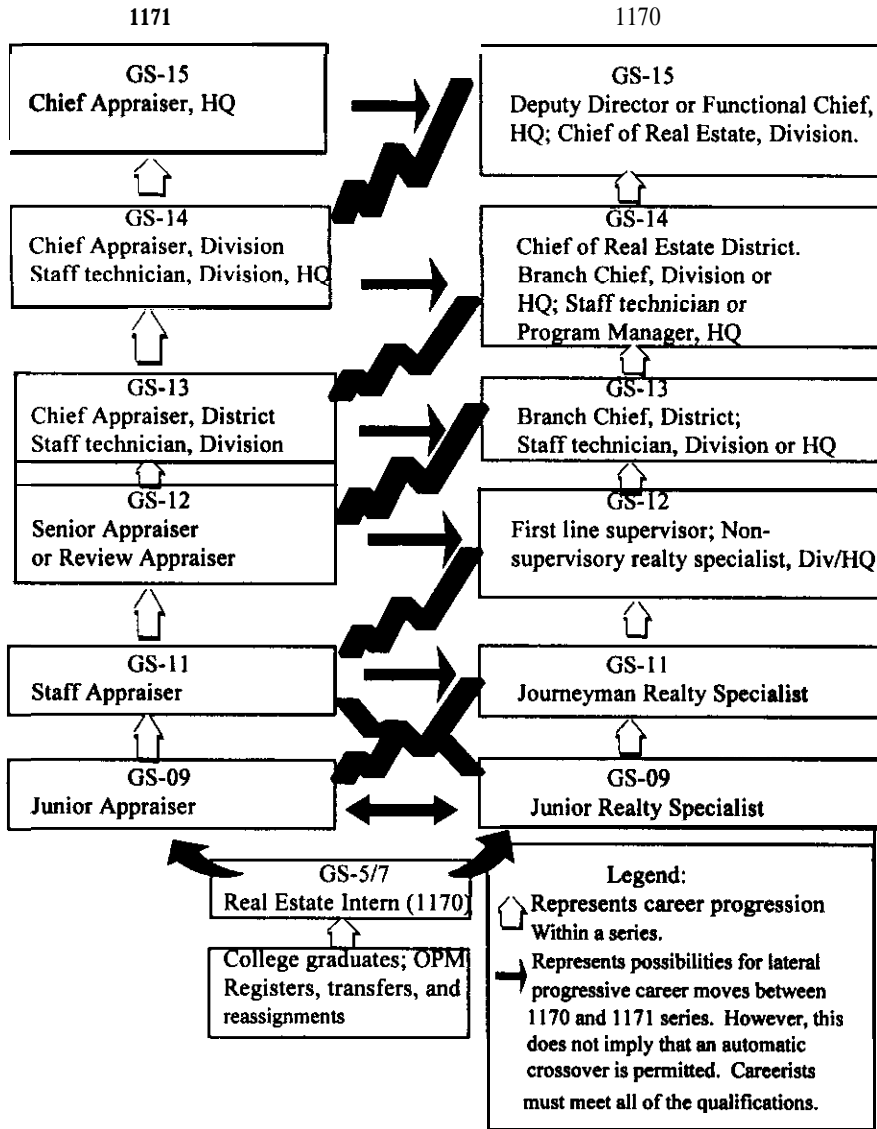 1171
1170
GS-15
Chief Appraiser, HQ
GS-15
Deputy Director or Functional Chief,
HQ; Chief of Real Estate, Division.
GS-14
Chief Appraiser, Division
Staff technician, Division, HQ
GS-14
Chief of Real Estate District.
Branch Chief, Division or
HQ; Staff technician or
Program Manager, HQ
GS-13
Chief Appraiser, District
Staff technician, Division
GS-13
Branch Chief, District;
Staff technician, Division or HQ
GS-12
Senior Appraiser
or Review Appraiser
GS-12
First line supervisor; Non-
supervisory realty specialist, Div/HQ
GS-11
Staff Appraiser
GS-11
Journeyman Realty Specialist
GS-09
Junior Appraiser
GS-09
Junior Realty Specialist
GS-5/7
Real Estate Intern (1170)
College graduates; OPM
Registers, transfers, and
reassignments
Legend:
Represents career progression
Within a series.
Represents possibilities for lateral
progressive career moves between
1170 and 1171 series. However, this
does not imply that an automatic
crossover is permitted. Careerists
must meet all of the qualifications.